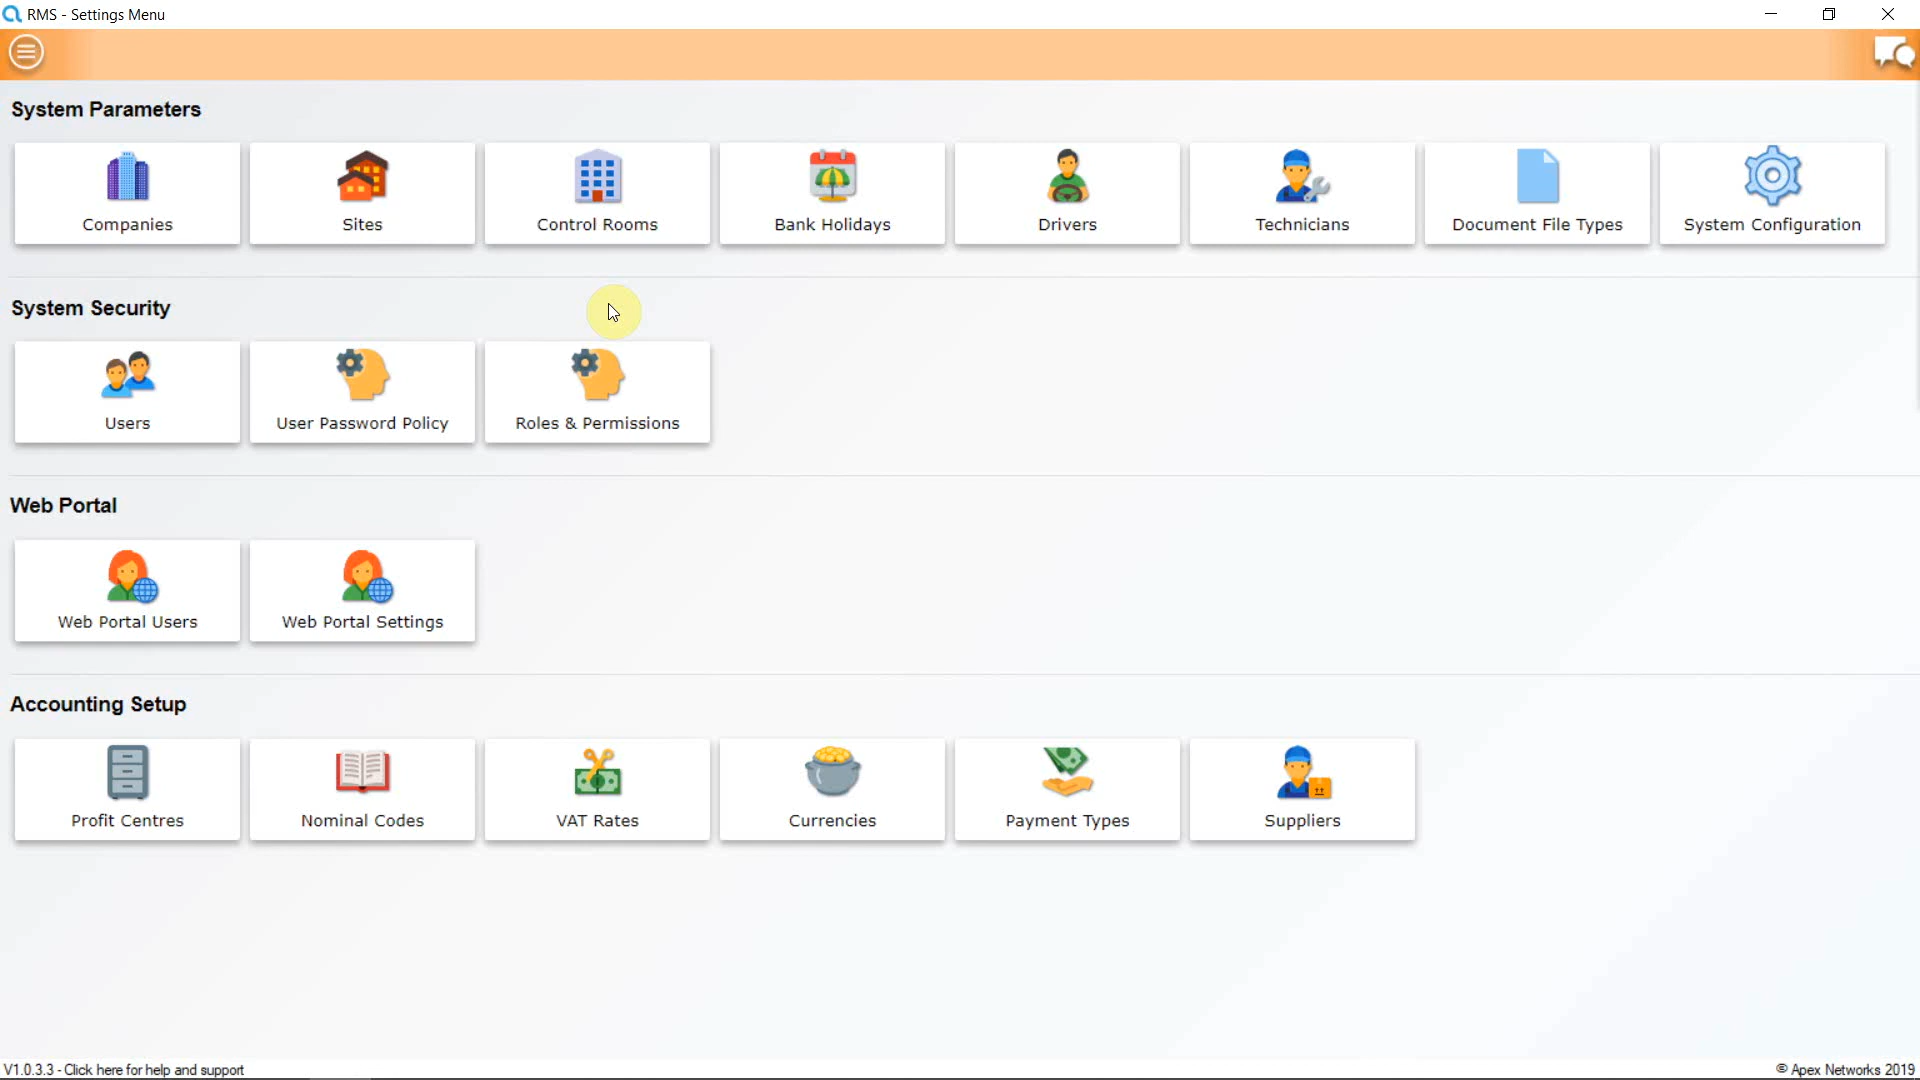 RMS - Settings Menu
System Parameters
Companies
Sites
Control Rooms
Bank Holidays
Drivers
Technicians
Document File Types
System Configuration
System Security
Users
User Password Policy
Roles & Permissions
Web Portal
Web Portal Users
Web Portal Settings
Accounting Setup
Profit Centres
Nominal Codes
VAT Rates
Currencies
Payment Types
Suppliers
V1.0.3.3 - Click here for help and support
© Apex Networks 2019